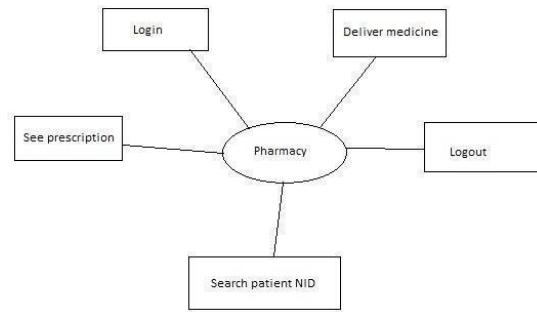 Login
Deliver medicine
See prescription
Pharmacy
Logout
Search patient NID